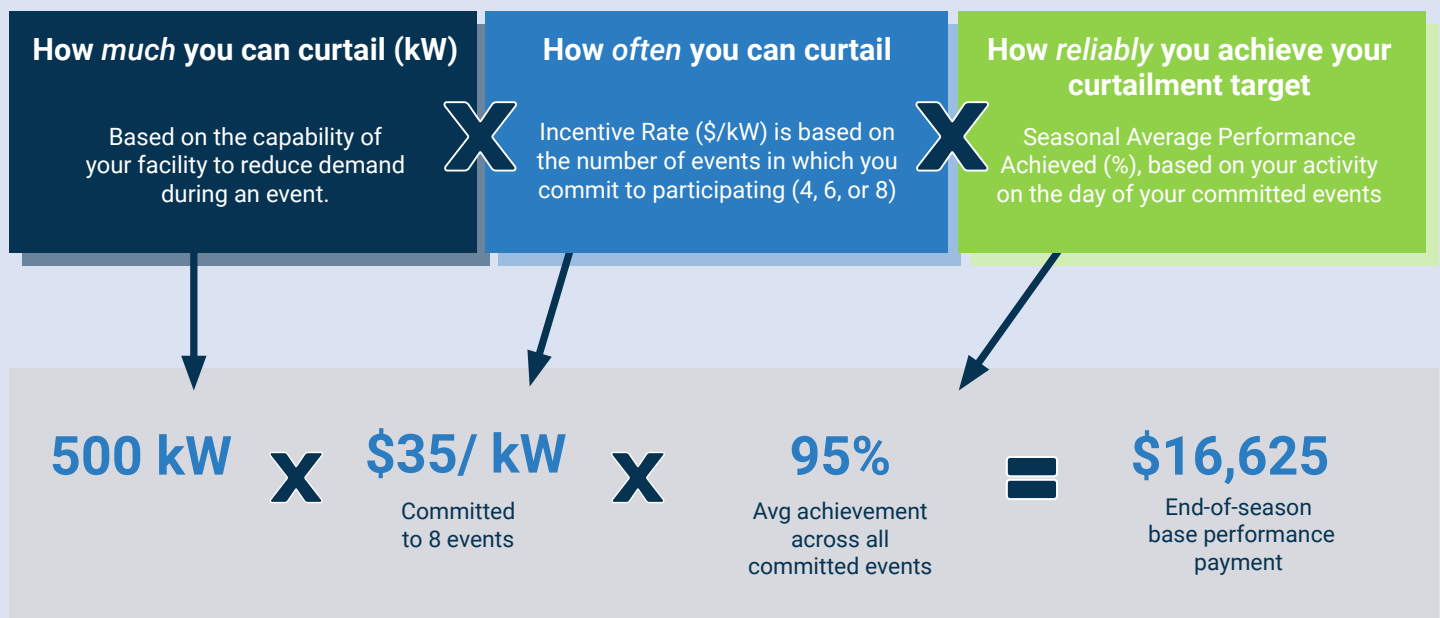 How much you can curtail (kW)
Based on the capability of
your facility to reduce demand
during an event.
X
How often you can curtail
Incentive Rate ($/kW) is based on
the number of events in which you
commit to participating (4, 6, or 8)
X
How reliably you achieve your
curtailment target
Seasonal Average Performance
Achieved (%), based on your activity
on the day of your committed events
500 kW
x
$35/ kW
Committed
to 8 events
x
95%
Avg achievement
across all
committed events
=
$16,625
End-of-season
base performance
payment